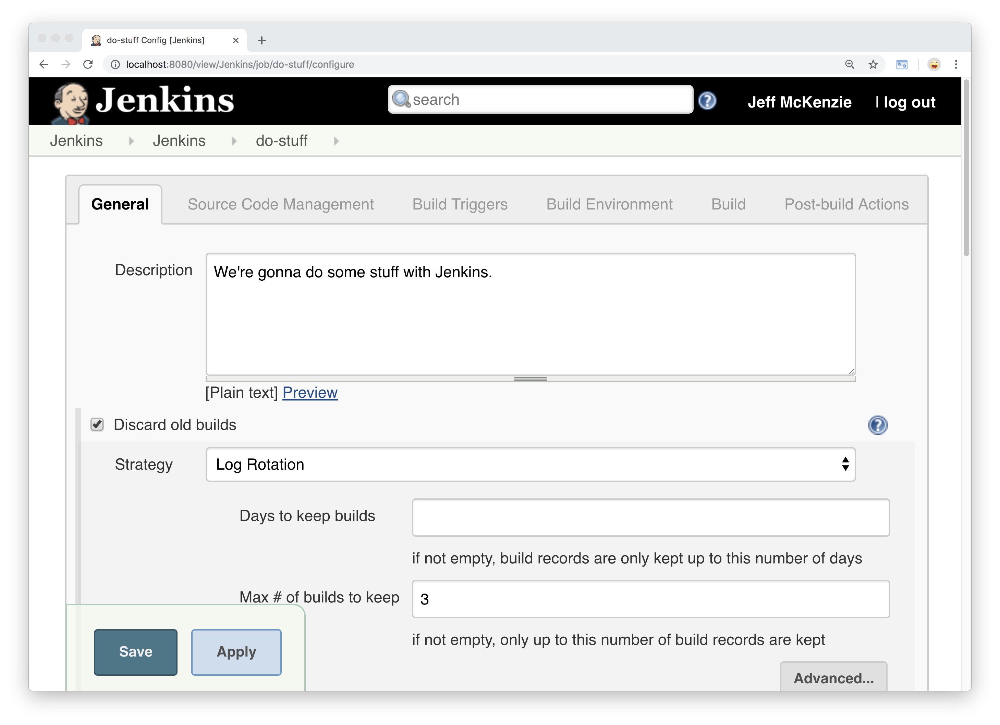 do-stuff Config [Jenkins]
localhost:8080/view/Jenkins/job/do-stuff/configure
Jenkins
search
Jeff McKenzie
| log out
Jenkins Jenkins do-stuff
General Source Code Management Build Triggers Build Environment Build Post-build Actions
Description
We're gonna do some stuff with Jenkins.
[Plain text] Preview
Discard old builds
Strategy Log Rotation
Days to keep builds
if not empty, build records are only kept up to this number of days
Max # of builds to keep 3
if not empty, only up to this number of build records are kept
Save Apply
Advanced...